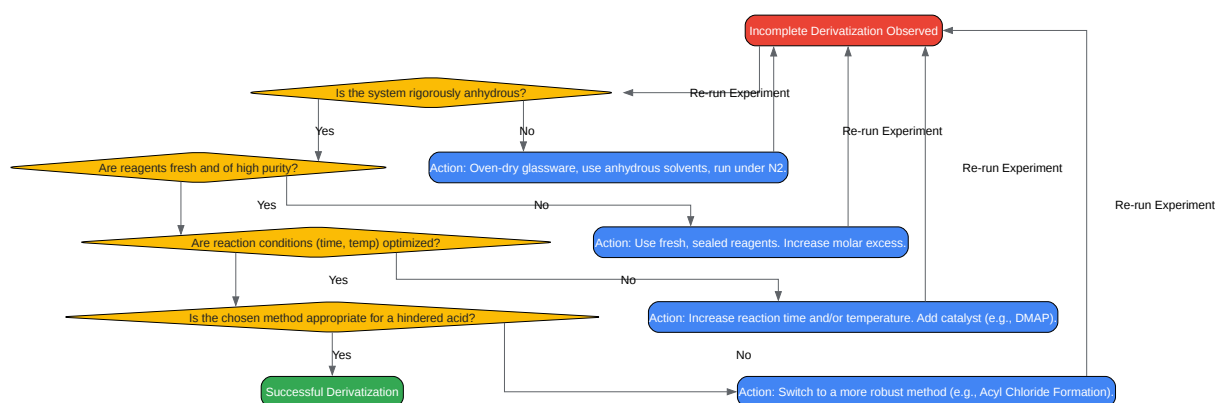 Incomplete Derivatization Observed
Is the system rigorously anhydrous?
Re-run Experiment
Yes
No
Re-run Experiment
Are reagents fresh and of high purity?
Action: Oven-dry glassware, use anhydrous solvents, run under N2.
Re-run Experiment
Yes
No
Re-run Experiment
Are reaction conditions (time, temp) optimized?
Action: Use fresh, sealed reagents. Increase molar excess.
Yes
No
Is the chosen method appropriate for a hindered acid?
Action: Increase reaction time and/or temperature. Add catalyst (e.g., DMAP).
Yes
No
Successful Derivatization
Action: Switch to a more robust method (e.g., Acyl Chloride Formation).